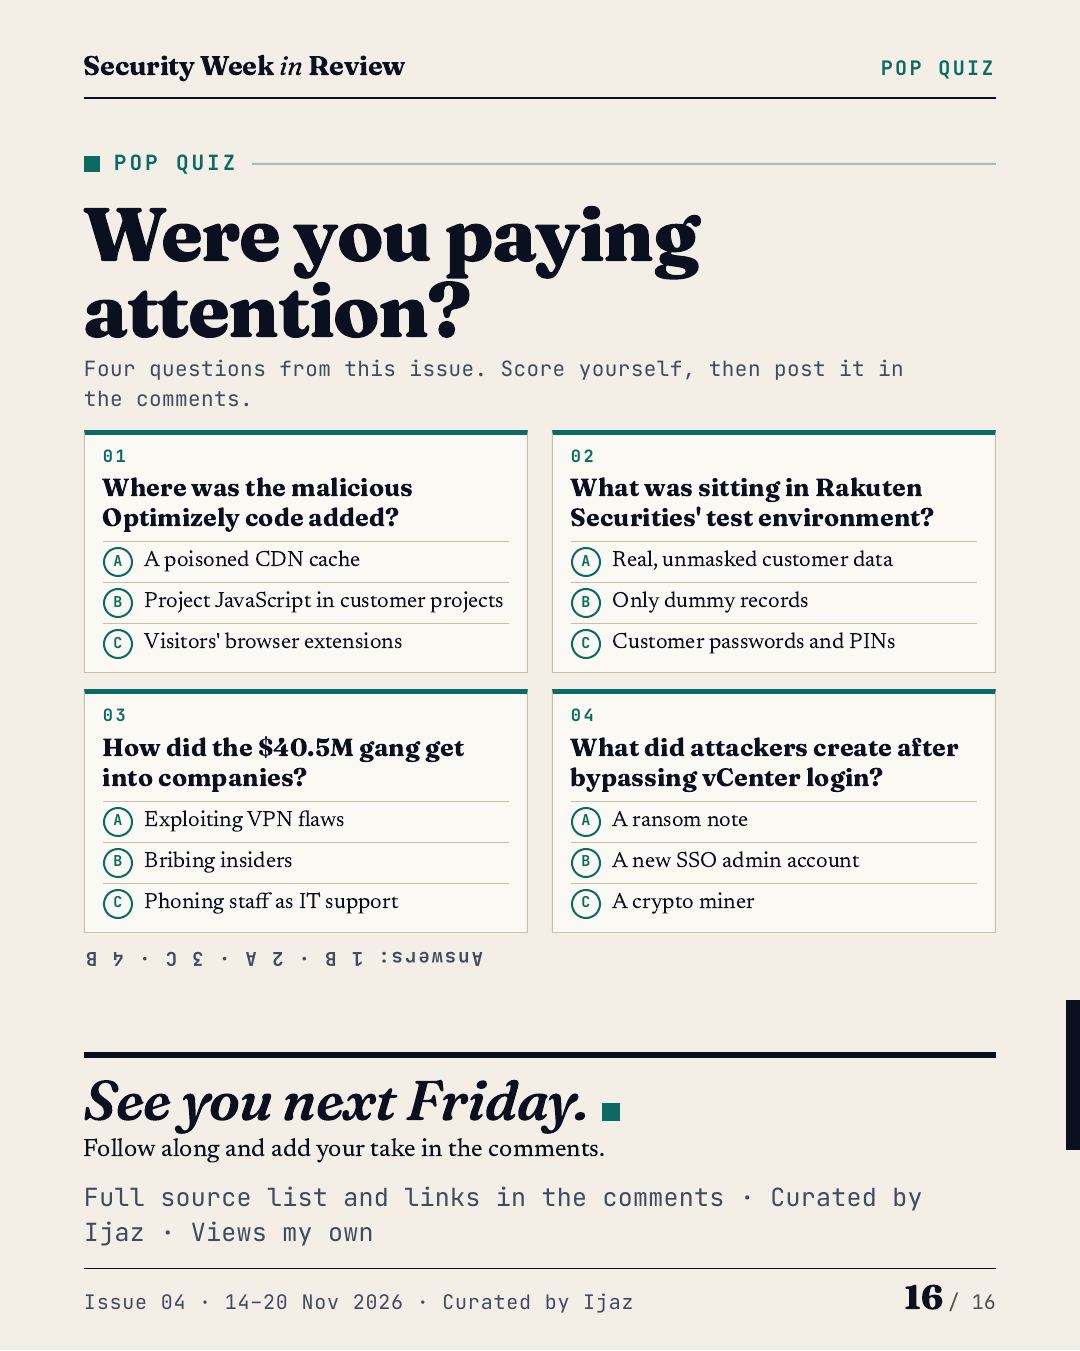 Security Week in Review
POP QUIZ
POP QUIZ
Were you paying
attention?
Four questions from this issue. Score yourself, then post it in
the comments.
01
Where was the malicious
Optimizely code added?
A A poisoned CDN cache
B Project JavaScript in customer projects
C Visitors' browser extensions
02
What was sitting in Rakuten
Securities' test environment?
A Real, unmasked customer data
B Only dummy records
C Customer passwords and PINs
03
How did the $40.5M gang get
into companies?
A Exploiting VPN flaws
B Bribing insiders
C Phoning staff as IT support
04
What did attackers create after
bypassing vCenter login?
A A ransom note
B A new SSO admin account
C A crypto miner
Answers: 1 B · 2 A · 3 C · 4 B
See you next Friday.
Follow along and add your take in the comments.
Full source list and links in the comments · Curated by
Ijaz · Views my own
Issue 04 · 14–20 Nov 2026 · Curated by Ijaz
16 / 16